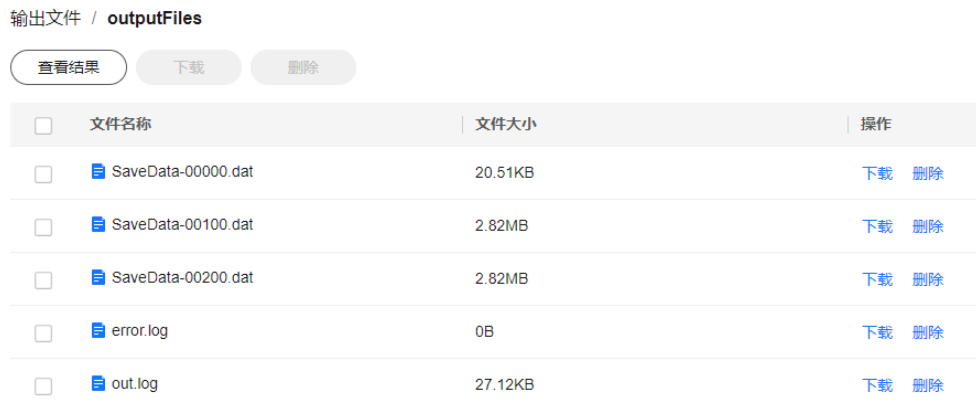 输出文件 / outputFiles
查看结果 下载 删除
文件名称 文件大小 操作
SaveData-00000.dat 20.51KB 下载 删除
SaveData-00100.dat 2.82MB 下载 删除
SaveData-00200.dat 2.82MB 下载 删除
error.log 0B 下载 删除
out.log 27.12KB 下载 删除